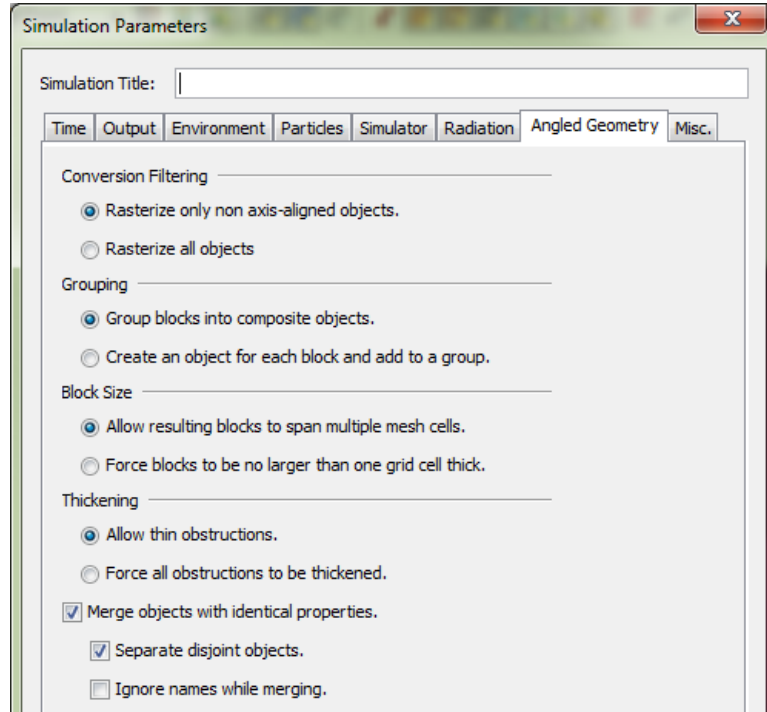 Simulation Parameters
Simulation Title:
Time Output Environment Particles Simulator Radiation Angled Geometry Misc.
Conversion Filtering
Rasterize only non axis-aligned objects.
Rasterize all objects
Grouping
Group blocks into composite objects.
Create an object for each block and add to a group.
Block Size
Allow resulting blocks to span multiple mesh cells.
Force blocks to be no larger than one grid cell thick.
Thickening
Allow thin obstructions.
Force all obstructions to be thickened.
Merge objects with identical properties.
Separate disjoint objects.
Ignore names while merging.